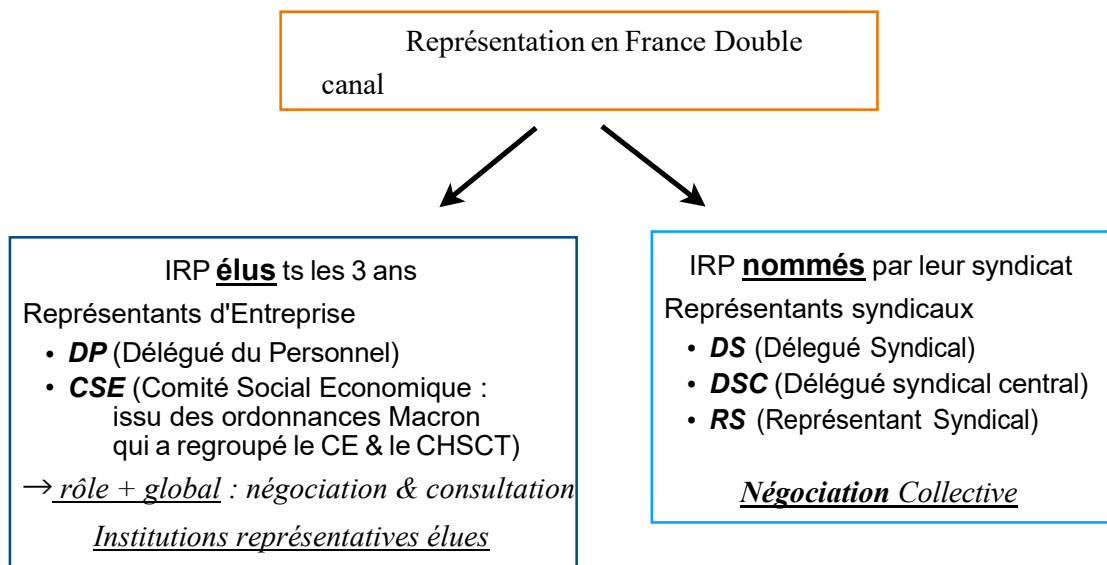 Représentation en France Double
canal
IRP élus ts les 3 ans
Représentants d'Entreprise
• DP (Délégué du Personnel)
• CSE (Comité Social Economique :
issu des ordonnances Macron
qui a regroupé le CE & le CHSCT)
→ rôle + global : négociation & consultation
Institutions représentatives élues
IRP nommés par leur syndicat
Représentants syndicaux
• DS (Délegué Syndical)
• DSC (Délégué syndical central)
• RS (Représentant Syndical)
Négociation Collective